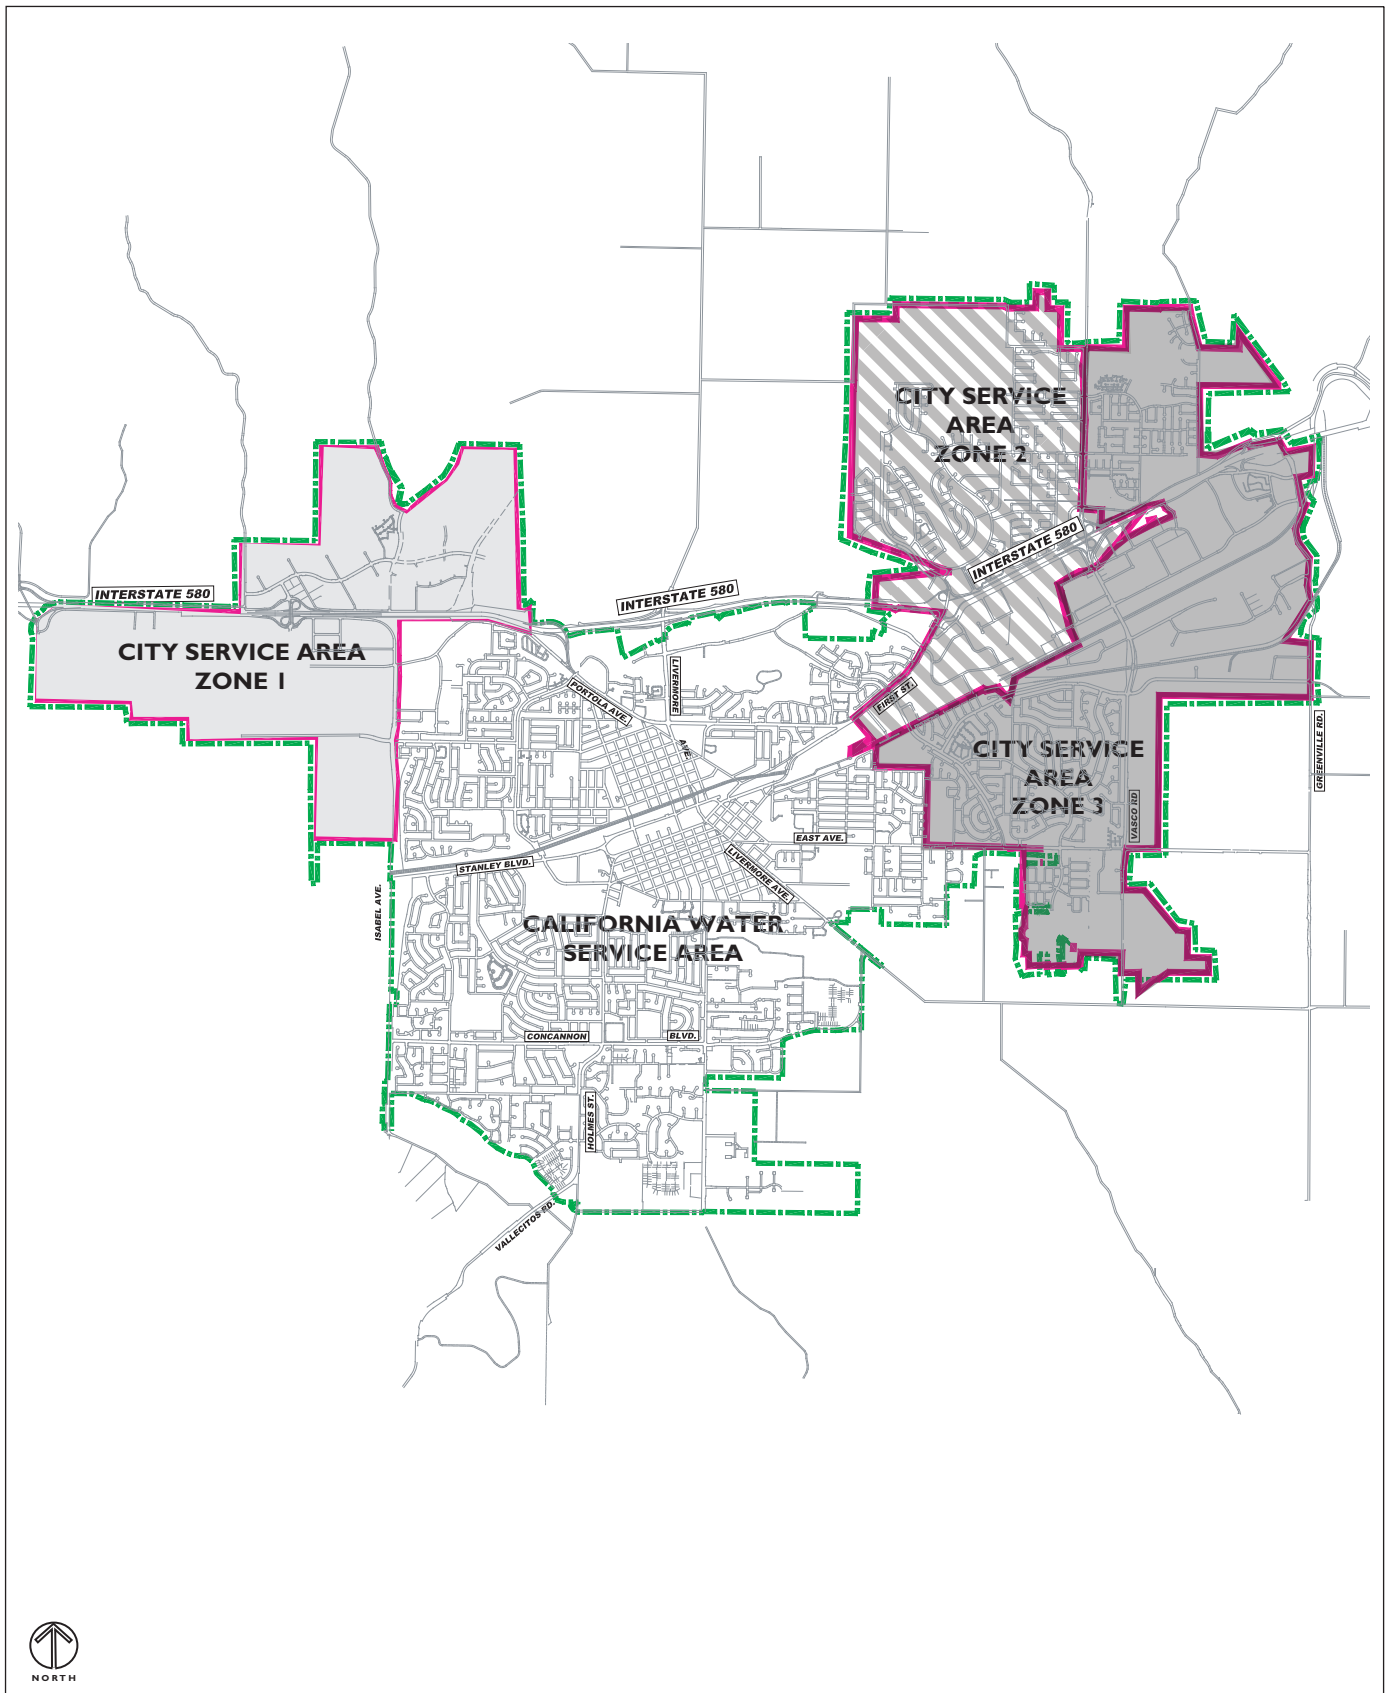 CITY SERVICE
AREA
ZONE 2
INTERSTATE 580
INTERSTATE 580
INTERSTATE 580
CITY SERVICE AREA
ZONE 1
LIVERMORE
AVE.
PORTOLA AVE.
FIRST ST.
CITY SERVICE
AREA
ZONE 3
VASCO RD
GREENVILLE RD.
EAST AVE.
STANLEY BLVD.
LIVERMORE AVE.
ISABEL AVE.
CALIFORNIA WATER
SERVICE AREA
CONCANNON
BLVD.
HOLMES ST.
VALLECITOS RD.
NORTH